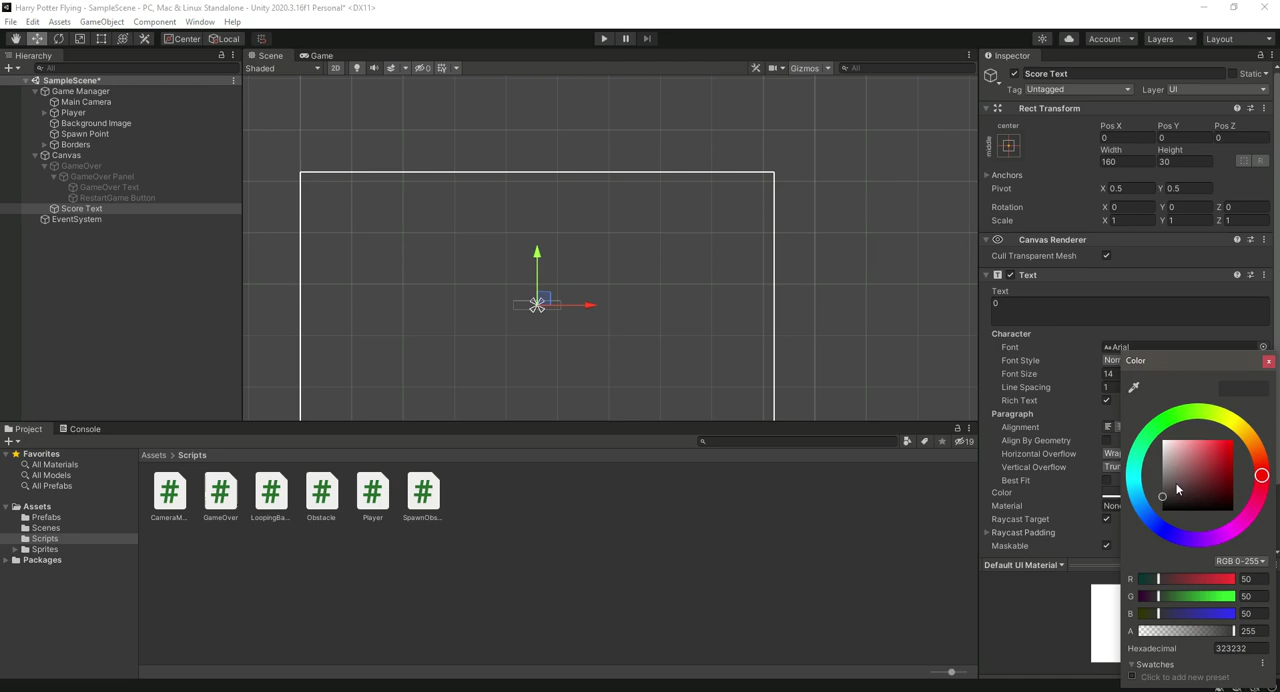 Harry Potter Flying - SampleScene - PC, Mac & Linux Standalone - Unity 2020.3.16f1 Personal* <DX11>
File Edit Assets GameObject Component Window Help
Center Local Account Layers Layout
Hierarchy Scene Game Inspector
All Shaded 2D 0 Gizmos All Score Text Static
SampleScene* Tag Untagged Layer UI
Game Manager
Main Camera Rect Transform
Player
Background Image center Pos X Pos Y Pos Z
Spawn Point 0 0 0
Borders middle Width Height
Canvas 160 30 R
GameOver
GameOver Panel Anchors
GameOver Text Pivot X 0.5 Y 0.5
RestartGame Button
Score Text Rotation X 0 Y 0 Z 0
EventSystem Scale X 1 Y 1 Z 1
Canvas Renderer
Cull Transparent Mesh
Text
Text
0
Character
Font Arial
Font Style Nor
Font Size 14
Line Spacing 1
Rich Text
Paragraph
Alignment
Align By Geometry
Horizontal Overflow Wrap
Vertical Overflow Trun
Best Fit
Color
Material Non
Raycast Target
Raycast Padding
Maskable
Default UI Material
Color
RGB 0-255
R 50
G 50
B 50
A 255
Hexadecimal 323232
Swatches
Click to add new preset
Project Console
19
Favorites
All Materials
All Models
All Prefabs
Assets
Prefabs
Scenes
Scripts
Sprites
Packages
Assets > Scripts
CameraM... GameOver LoopingBa... Obstacle Player SpawnObs...